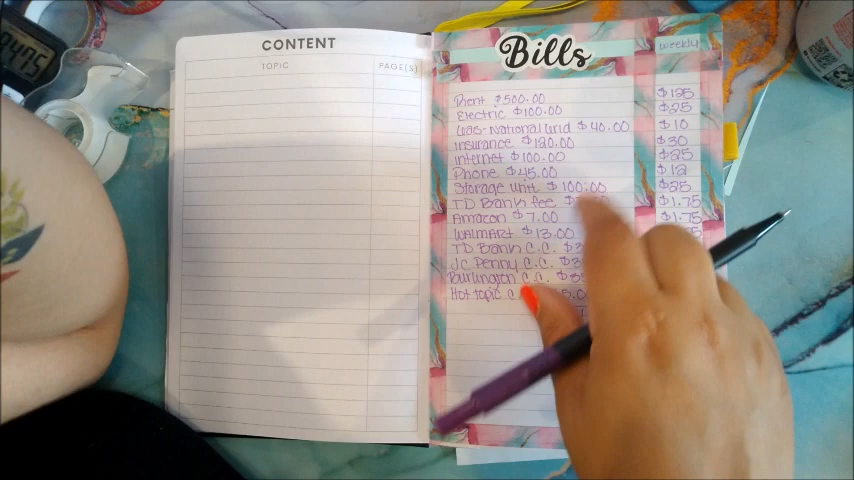 CONTENT
TOPIC PAGE(S)
Bills
weekly
Rent $500.00 $125
Electric $100.00 $25
Gas-National Grid $40.00 $10
Insurance $120.00 $30
Internet $100.00 $25
Phone $45.00 $12
Storage Unit $100.00 $25
TD Bank fee $ $1.75
Amazon $7.00 $1.75
WALMART $13.00
TD Bank C.C.
JC Penny C.C.
Burlington C.C.
Hot Topic